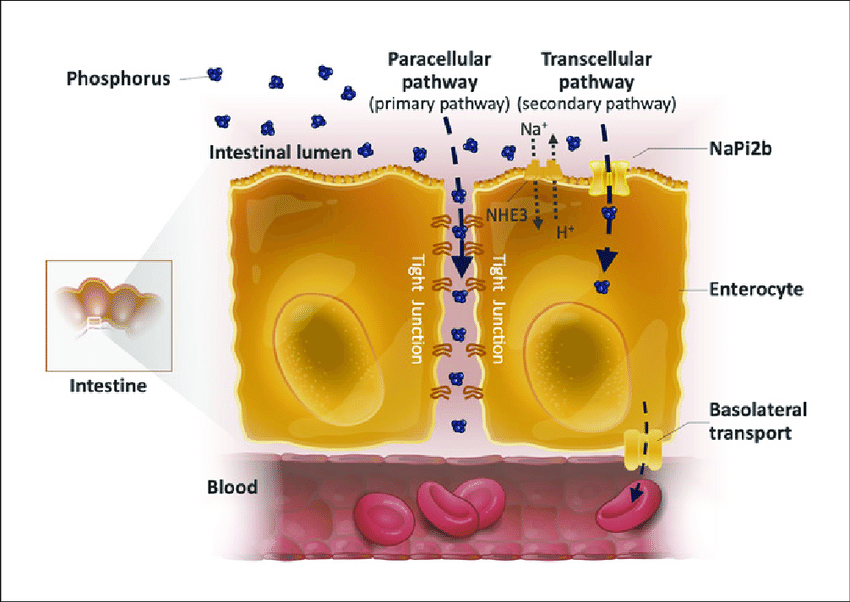 Phosphorus
Paracellular
pathway
(primary pathway)
Transcellular
pathway
(secondary pathway)
Na⁺
Intestinal lumen
NaPi2b
NHE3
H⁺
Tight Junction
Tight Junction
Enterocyte
Intestine
Basolateral
transport
Blood